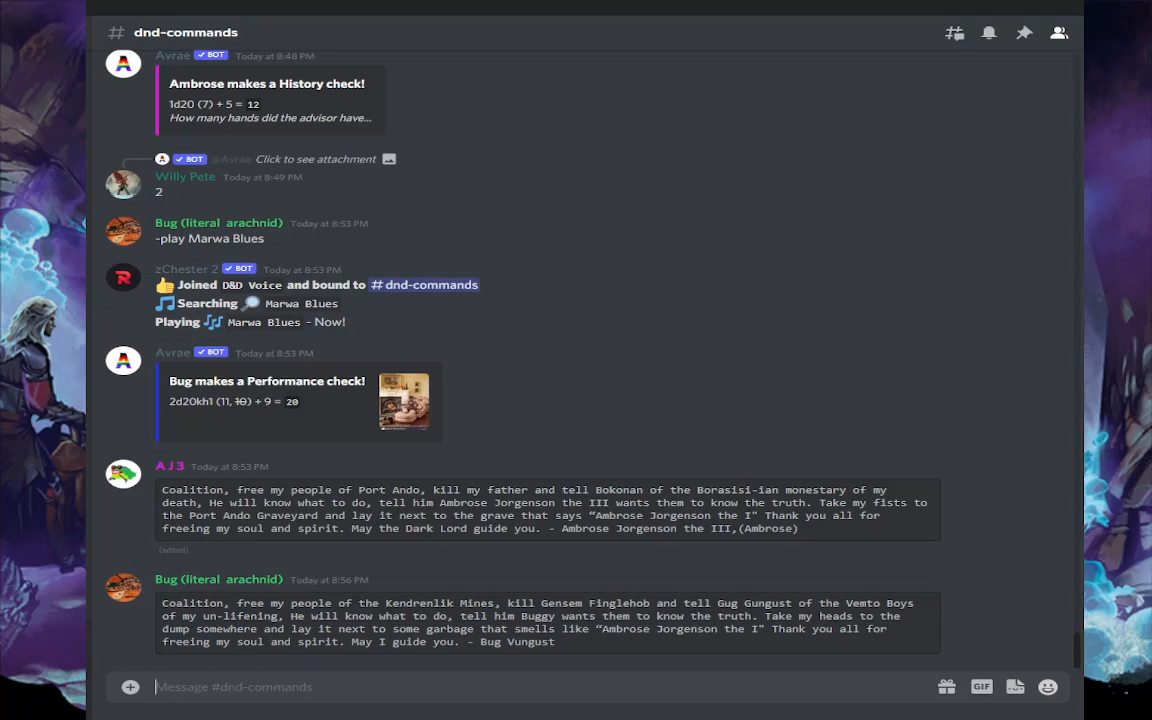 dnd-commands
Avrae BOT Today at 8:48 PM
Ambrose makes a History check!
1d20 (7) + 5 = 12
How many hands did the advisor have...
A BOT @Avrae Click to see attachment
Willy Pete Today at 8:49 PM
2
Bug (literal arachnid) Today at 8:53 PM
-play Marwa Blues
zChester 2 BOT Today at 8:53 PM
R
Joined D&D Voice and bound to # dnd-commands
Searching Marwa Blues
Playing Marwa Blues - Now!
Avrae BOT Today at 8:53 PM
A
Bug makes a Performance check!
2d20kh1 (11, 10) + 9 = 20
AJ3 Today at 8:53 PM
Coalition, free my people of Port Ando, kill my father and tell Bokonan of the Borasisi-ian monestary of my
death, He will know what to do, tell him Ambrose Jorgenson the III wants them to know the truth. Take my fists to
the Port Ando Graveyard and lay it next to the grave that says “Ambrose Jorgenson the I" Thank you all for
freeing my soul and spirit. May the Dark Lord guide you. - Ambrose Jorgenson the III,(Ambrose)
(edited)
Bug (literal arachnid) Today at 8:56 PM
Coalition, free my people of the Kendrenlik Mines, kill Gensem Finglehob and tell Gug Gungust of the Vemto Boys
of my un-lifening, He will know what to do, tell him Buggy wants them to know the truth. Take my heads to the
dump somewhere and lay it next to some garbage that smells like “Ambrose Jorgenson the I" Thank you all for
freeing my soul and spirit. May I guide you. - Bug Vungust
Message #dnd-commands
GIF